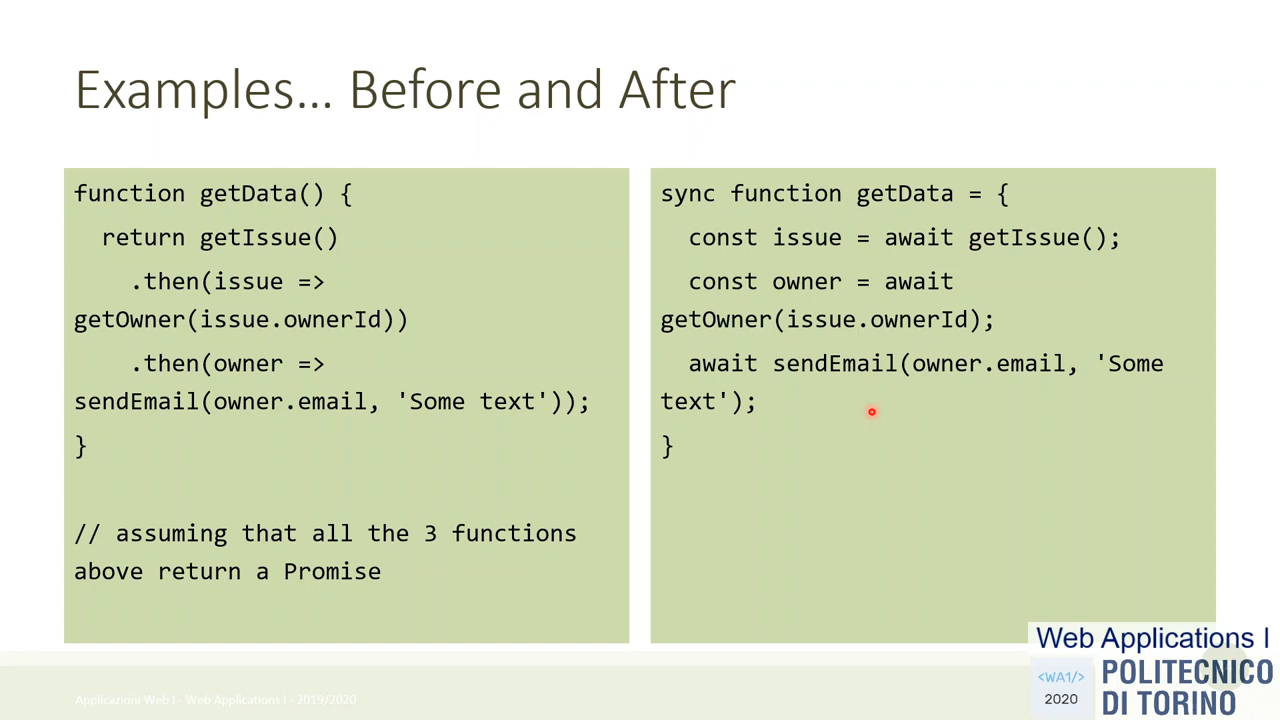 Examples... Before and After
function getData() {
return getIssue()
.then(issue =>
getOwner(issue.ownerId))
.then(owner =>
sendEmail(owner.email, 'Some text'));
}
// assuming that all the 3 functions
above return a Promise
sync function getData = {
const issue = await getIssue();
const owner = await
getOwner(issue.ownerId);
await sendEmail(owner.email, 'Some
text');
}
Applicazioni Web I - Web Applications I - 2019/2020
Web Applications I
<WA1/>
2020
POLITECNICO
DI TORINO